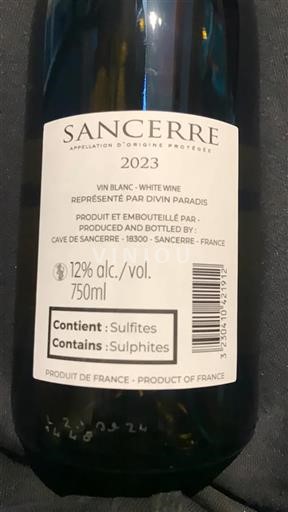 SANCERRE
APPELLATION D'ORIGINE PROTÉGÉE
2023
VIN BLANC - WHITE WINE
REPRÉSENTÉ PAR DIVIN PARADIS
PRODUIT ET EMBOUTEILLÉ PAR -
PRODUCED AND BOTTLED BY :
CAVE DE SANCERRE - 18300 - SANCERRE - FRANCE
VINIOU
12% alc./vol.
750ml
Contient : Sulfites
Contains : Sulphites
3 230410 421912
PRODUIT DE FRANCE - PRODUCT OF FRANCE